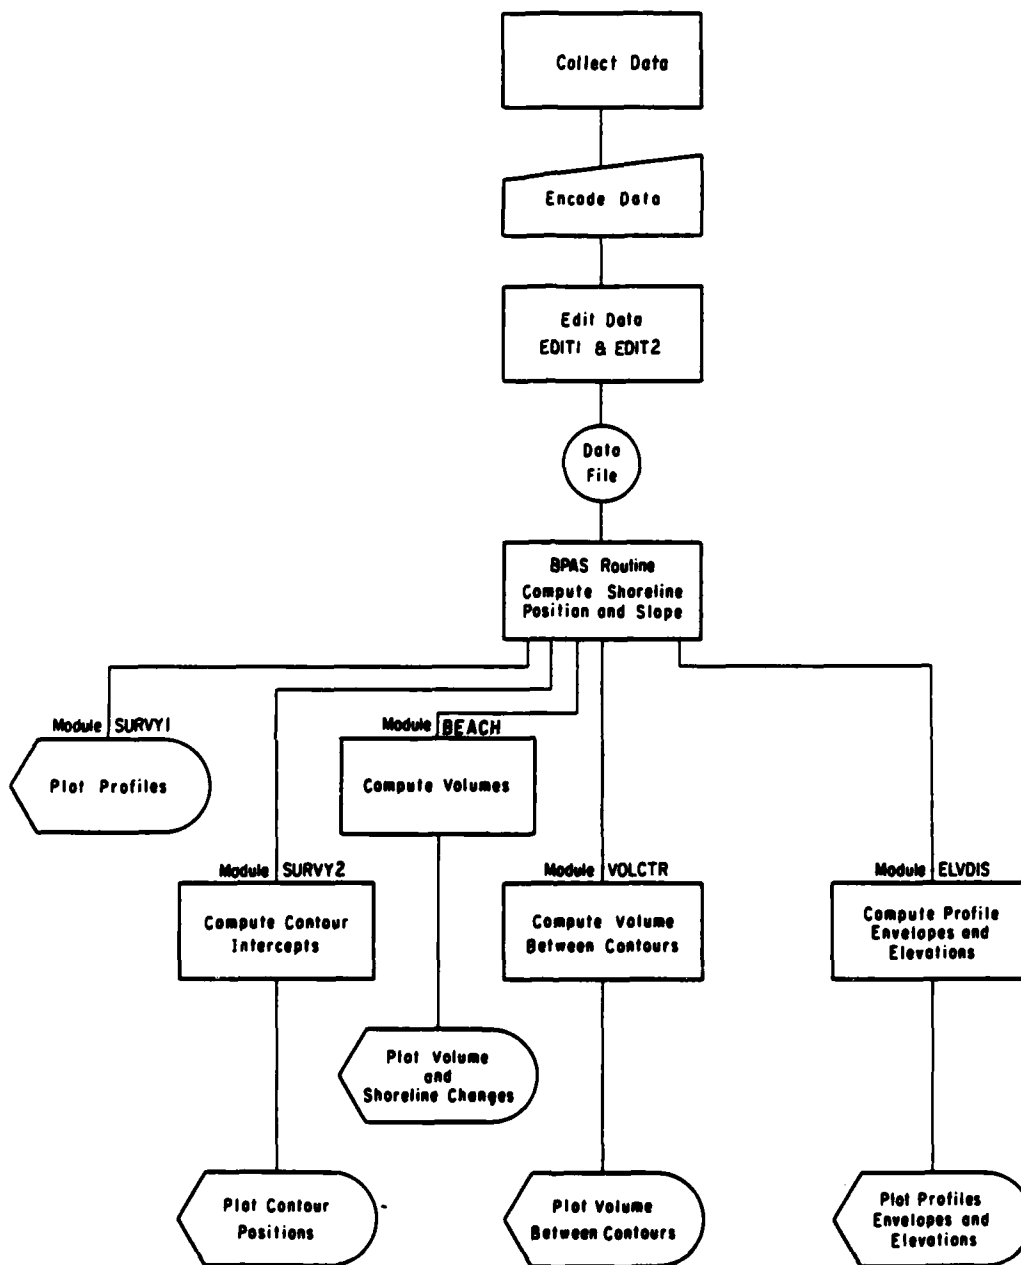 Collect Data
Encode Data
Edit Data
EDIT1 & EDIT2
Data
File
BPAS Routine
Compute Shoreline
Position and Slope
Module SURVY1
Plot Profiles
Module BEACH
Compute Volumes
Module SURVY2
Compute Contour
Intercepts
Module VOLCTR
Compute Volume
Between Contours
Module ELVDIS
Compute Profile
Envelopes and
Elevations
Plot Volume
and
Shoreline Changes
Plot Contour
Positions
Plot Volume
Between Contours
Plot Profiles
Envelopes and
Elevations